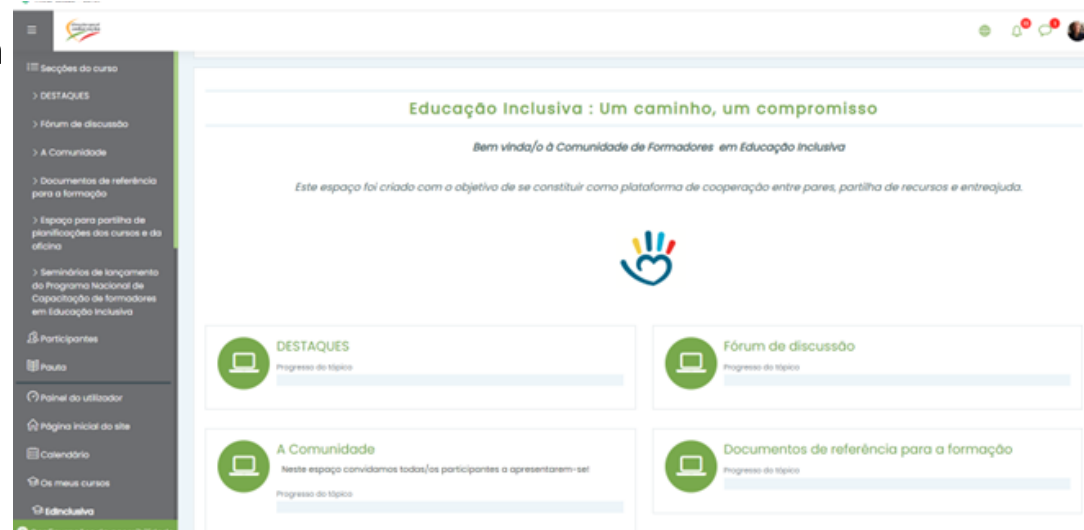 Secções do curso
> DESTAQUES
> Fórum de discussão
> A Comunidade
> Documentos de referência
para a formação
> Espaço para partilha de
planificações dos cursos e da
oficina
> Seminários de lançamento
do Programa Nacional de
Capacitação de formadores
em Educação Inclusiva
Participantes
Pauta
Painel do utilizador
Página inicial do site
Calendário
Os meus cursos
EdInclusiva
Educação Inclusiva : Um caminho, um compromisso
Bem vinda/o à Comunidade de Formadores em Educação Inclusiva
Este espaço foi criado com o objetivo de se constituir como plataforma de cooperação entre pares, partilha de recursos e entreajuda.
DESTAQUES
Progresso do tópico
Fórum de discussão
Progresso do tópico
A Comunidade
Neste espaço convidamos todas/os participantes a apresentarem-se!
Progresso do tópico
Documentos de referência para a formação
Progresso do tópico